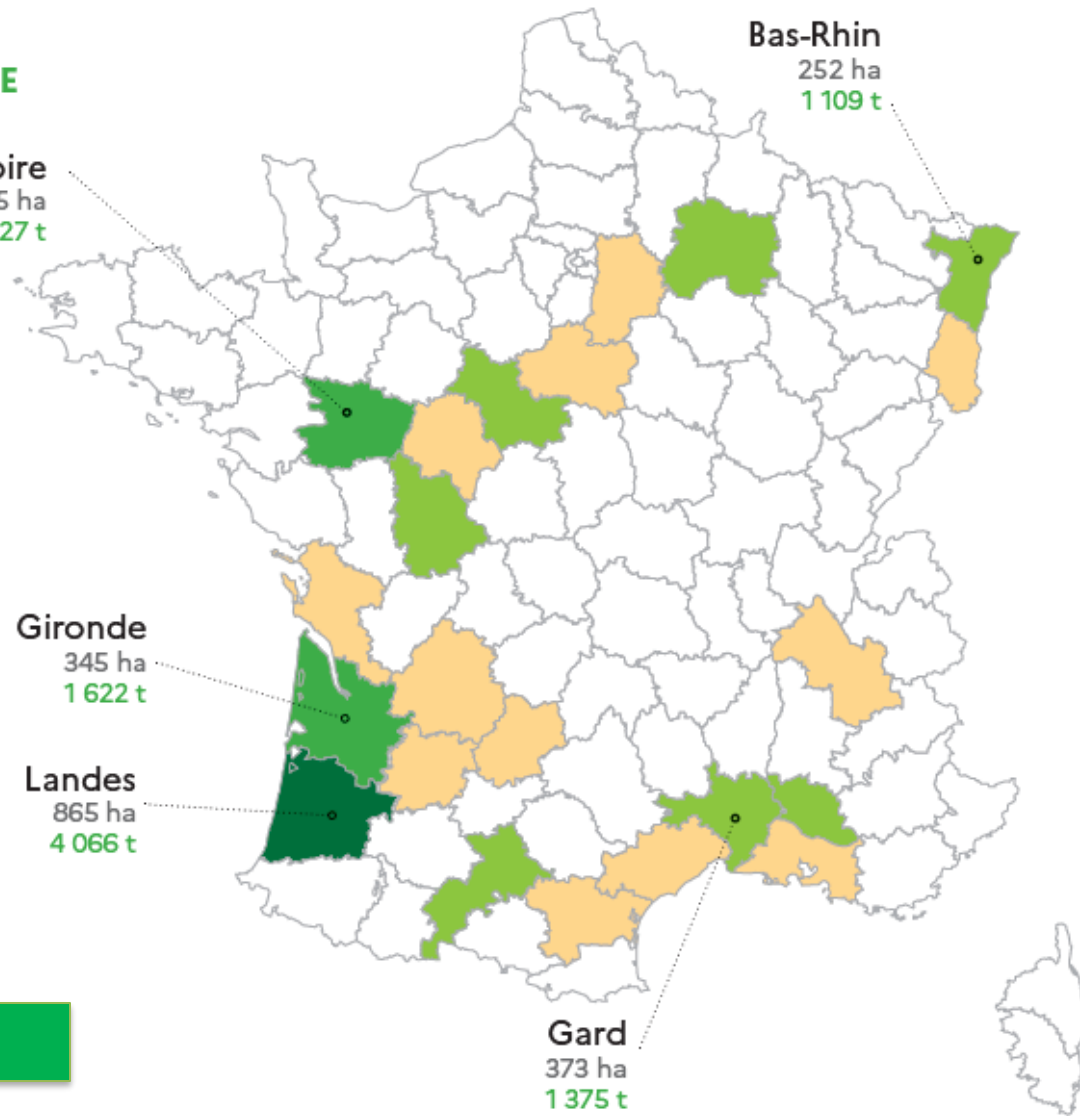 E
Bas-Rhin
252 ha
1 109 t
oire
5 ha
27 t
Gironde
345 ha
1 622 t
Landes
865 ha
4 066 t
Gard
373 ha
1 375 t